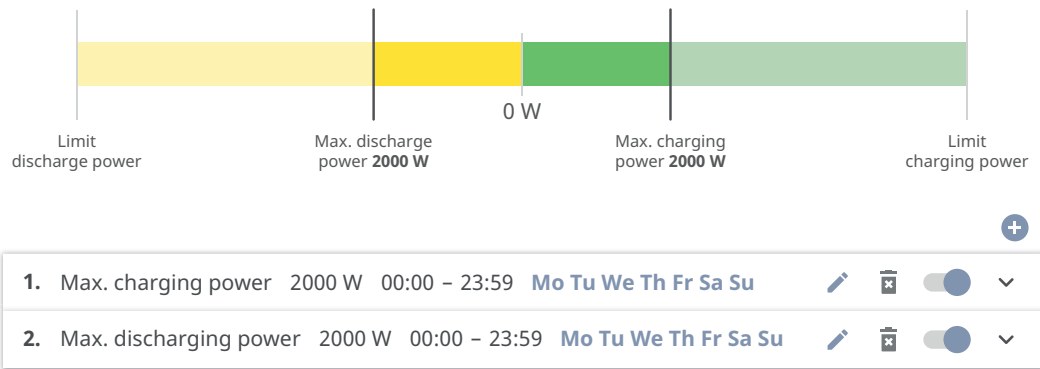 0 W
Limit
discharge power
Max. discharge
power 2000 W
Max. charging
power 2000 W
Limit
charging power
1. Max. charging power 2000 W 00:00 – 23:59 Mo Tu We Th Fr Sa Su
2. Max. discharging power 2000 W 00:00 – 23:59 Mo Tu We Th Fr Sa Su